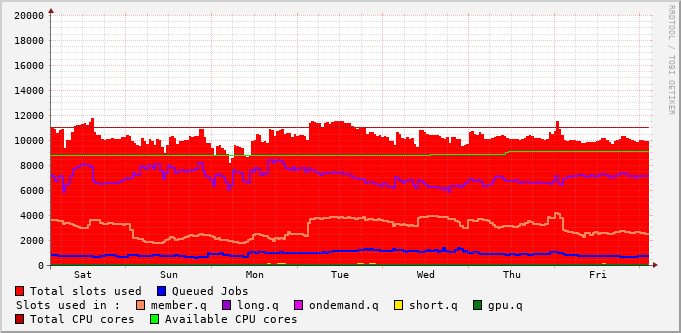 RRDTOOL / TOBI OETIKER
20000
18000
16000
14000
12000
10000
8000
6000
4000
2000
0
Sat Sun Mon Tue Wed Thu Fri
Total slots used Queued Jobs
Slots used in : member.q long.q ondemand.q short.q gpu.q
Total CPU cores Available CPU cores